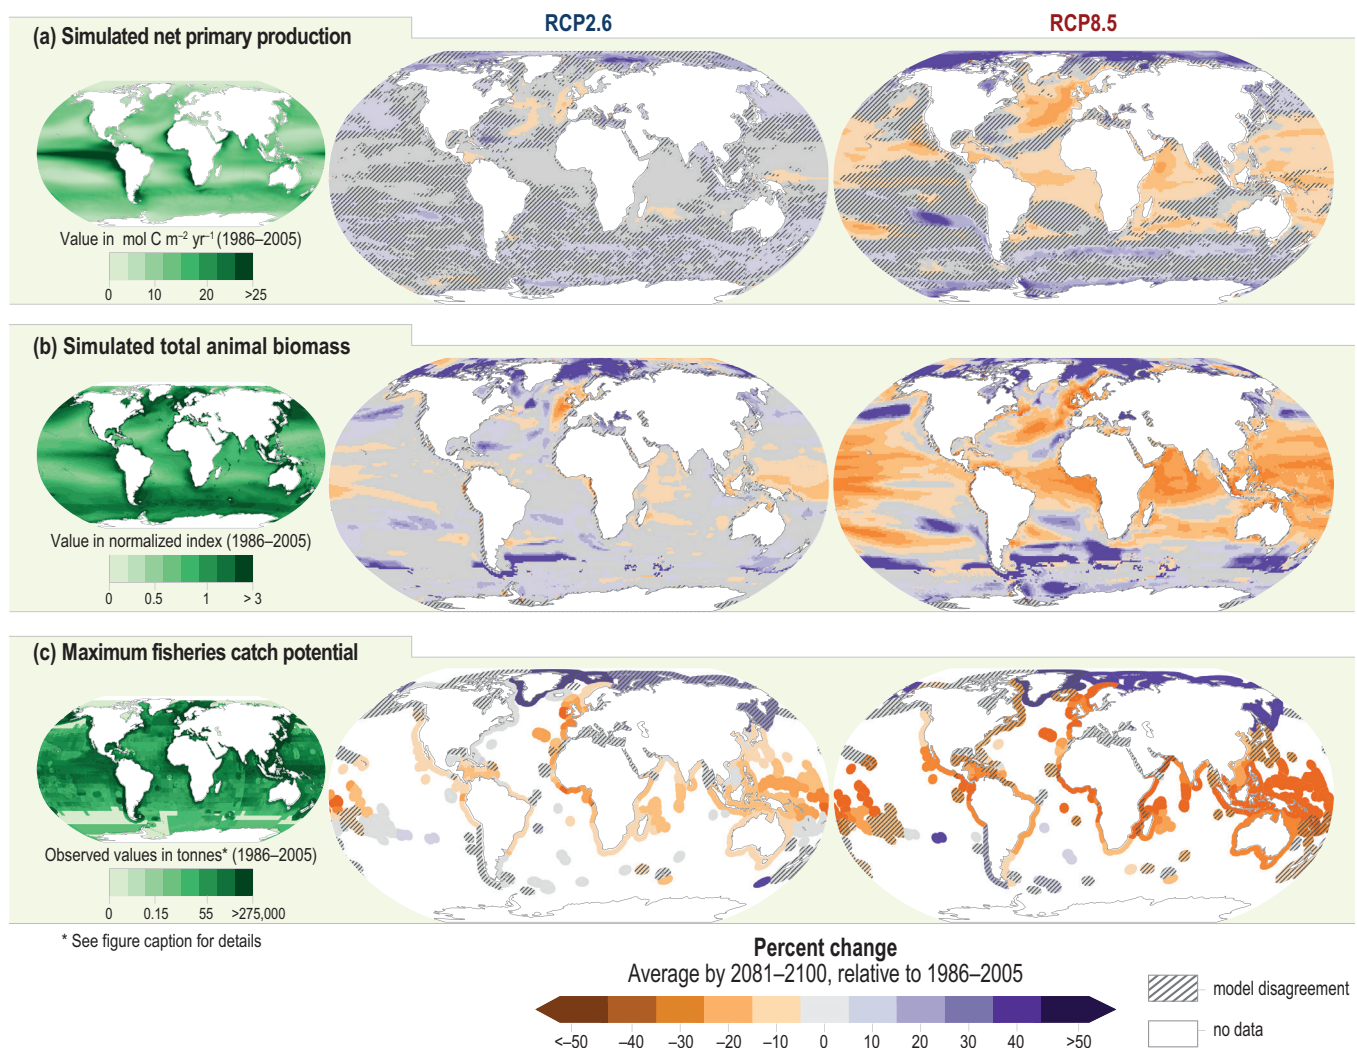 RCP2.6
RCP8.5
(a) Simulated net primary production
Value in mol C m⁻² yr⁻¹ (1986–2005)
0 10 20 >25
(b) Simulated total animal biomass
Value in normalized index (1986–2005)
0 0.5 1 > 3
(c) Maximum fisheries catch potential
Observed values in tonnes* (1986–2005)
0 0.15 55 >275,000
* See figure caption for details
Percent change
Average by 2081–2100, relative to 1986–2005
<–50 –40 –30 –20 –10 0 10 20 30 40 >50
model disagreement
no data